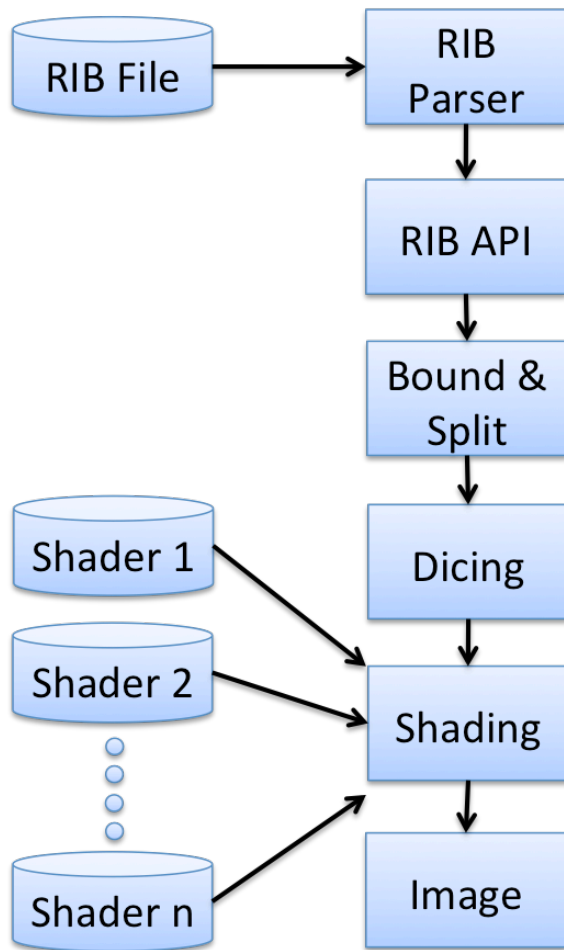 RIB File
RIB
Parser
RIB API
Bound &
Split
Shader 1
Dicing
Shader 2
Shading
Shader n
Image